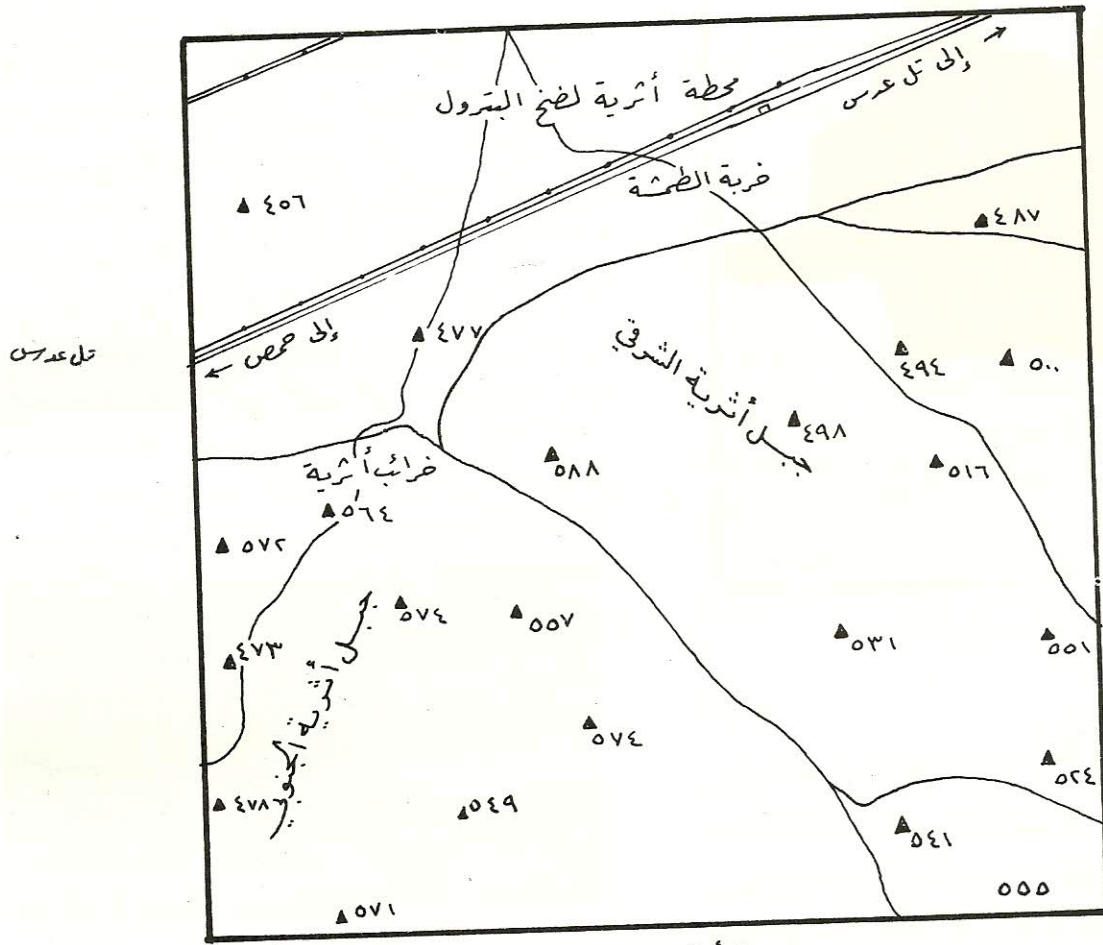 إلى تل عدس
محطة أثرية لضخ البترول
خربة الطمشة
٤٥٦
٤٨٧
٤٧٧
إلى حمص
تل عدس
جبل أثرية الشرقي
٤٩٤
٥٠٠
٤٩٨
٥٨٨
٥١٦
خرائب أثرية
٥٦٤
٥٧٢
٥٧٤
٥٥٧
٥٣١
٥٥١
٤٧٣
جبل أثرية الجنوبي
٥٧٤
٥٢٤
٤٧٨
٥٤٩
٥٤١
٥٥٥
٥٧١